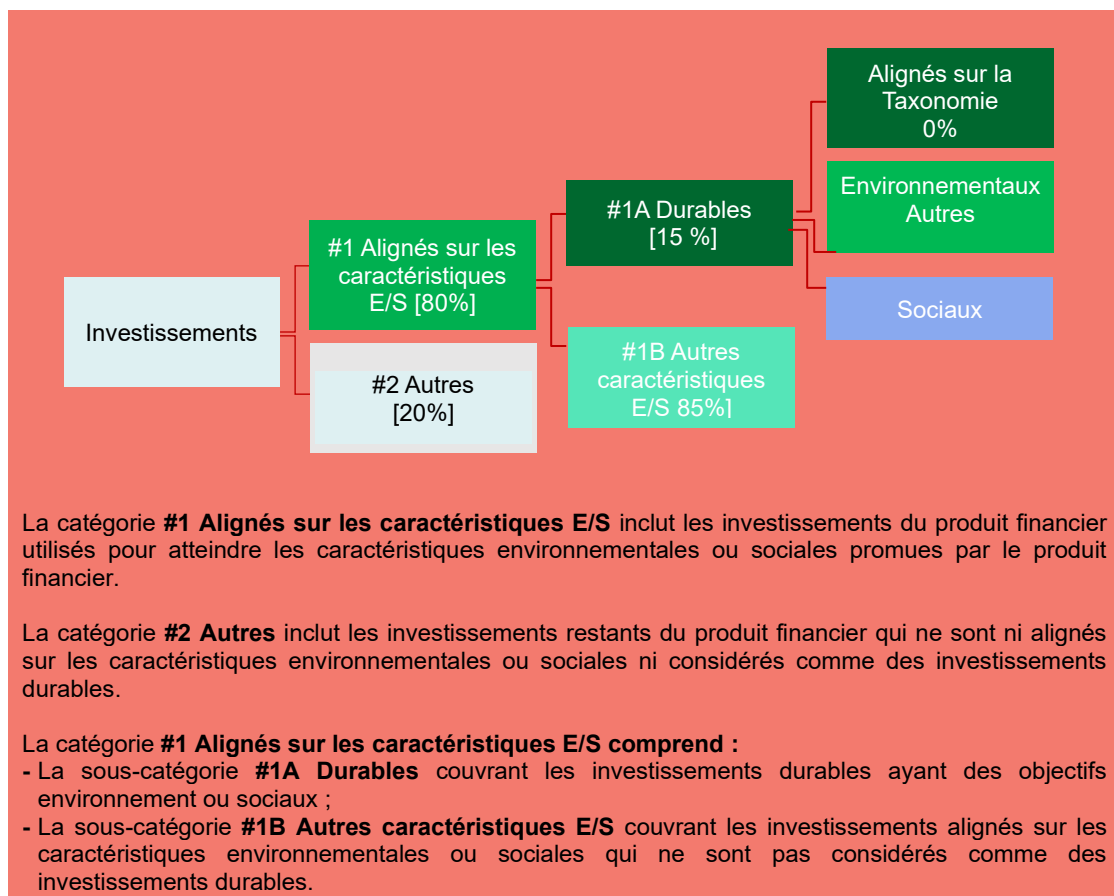 Alignés sur la
Taxonomie
0%
Environnementaux
Autres
#1A Durables
[15 %]
#1 Alignés sur les
caractéristiques
E/S [80%]
Sociaux
Investissements
#1B Autres
caractéristiques
E/S 85%]
#2 Autres
[20%]
La catégorie #1 Alignés sur les caractéristiques E/S inclut les investissements du produit financier
utilisés pour atteindre les caractéristiques environnementales ou sociales promues par le produit
financier.
La catégorie #2 Autres inclut les investissements restants du produit financier qui ne sont ni alignés
sur les caractéristiques environnementales ou sociales ni considérés comme des investissements
durables.
La catégorie #1 Alignés sur les caractéristiques E/S comprend :
- La sous-catégorie #1A Durables couvrant les investissements durables ayant des objectifs
environnement ou sociaux ;
- La sous-catégorie #1B Autres caractéristiques E/S couvrant les investissements alignés sur les
caractéristiques environnementales ou sociales qui ne sont pas considérés comme des
investissements durables.